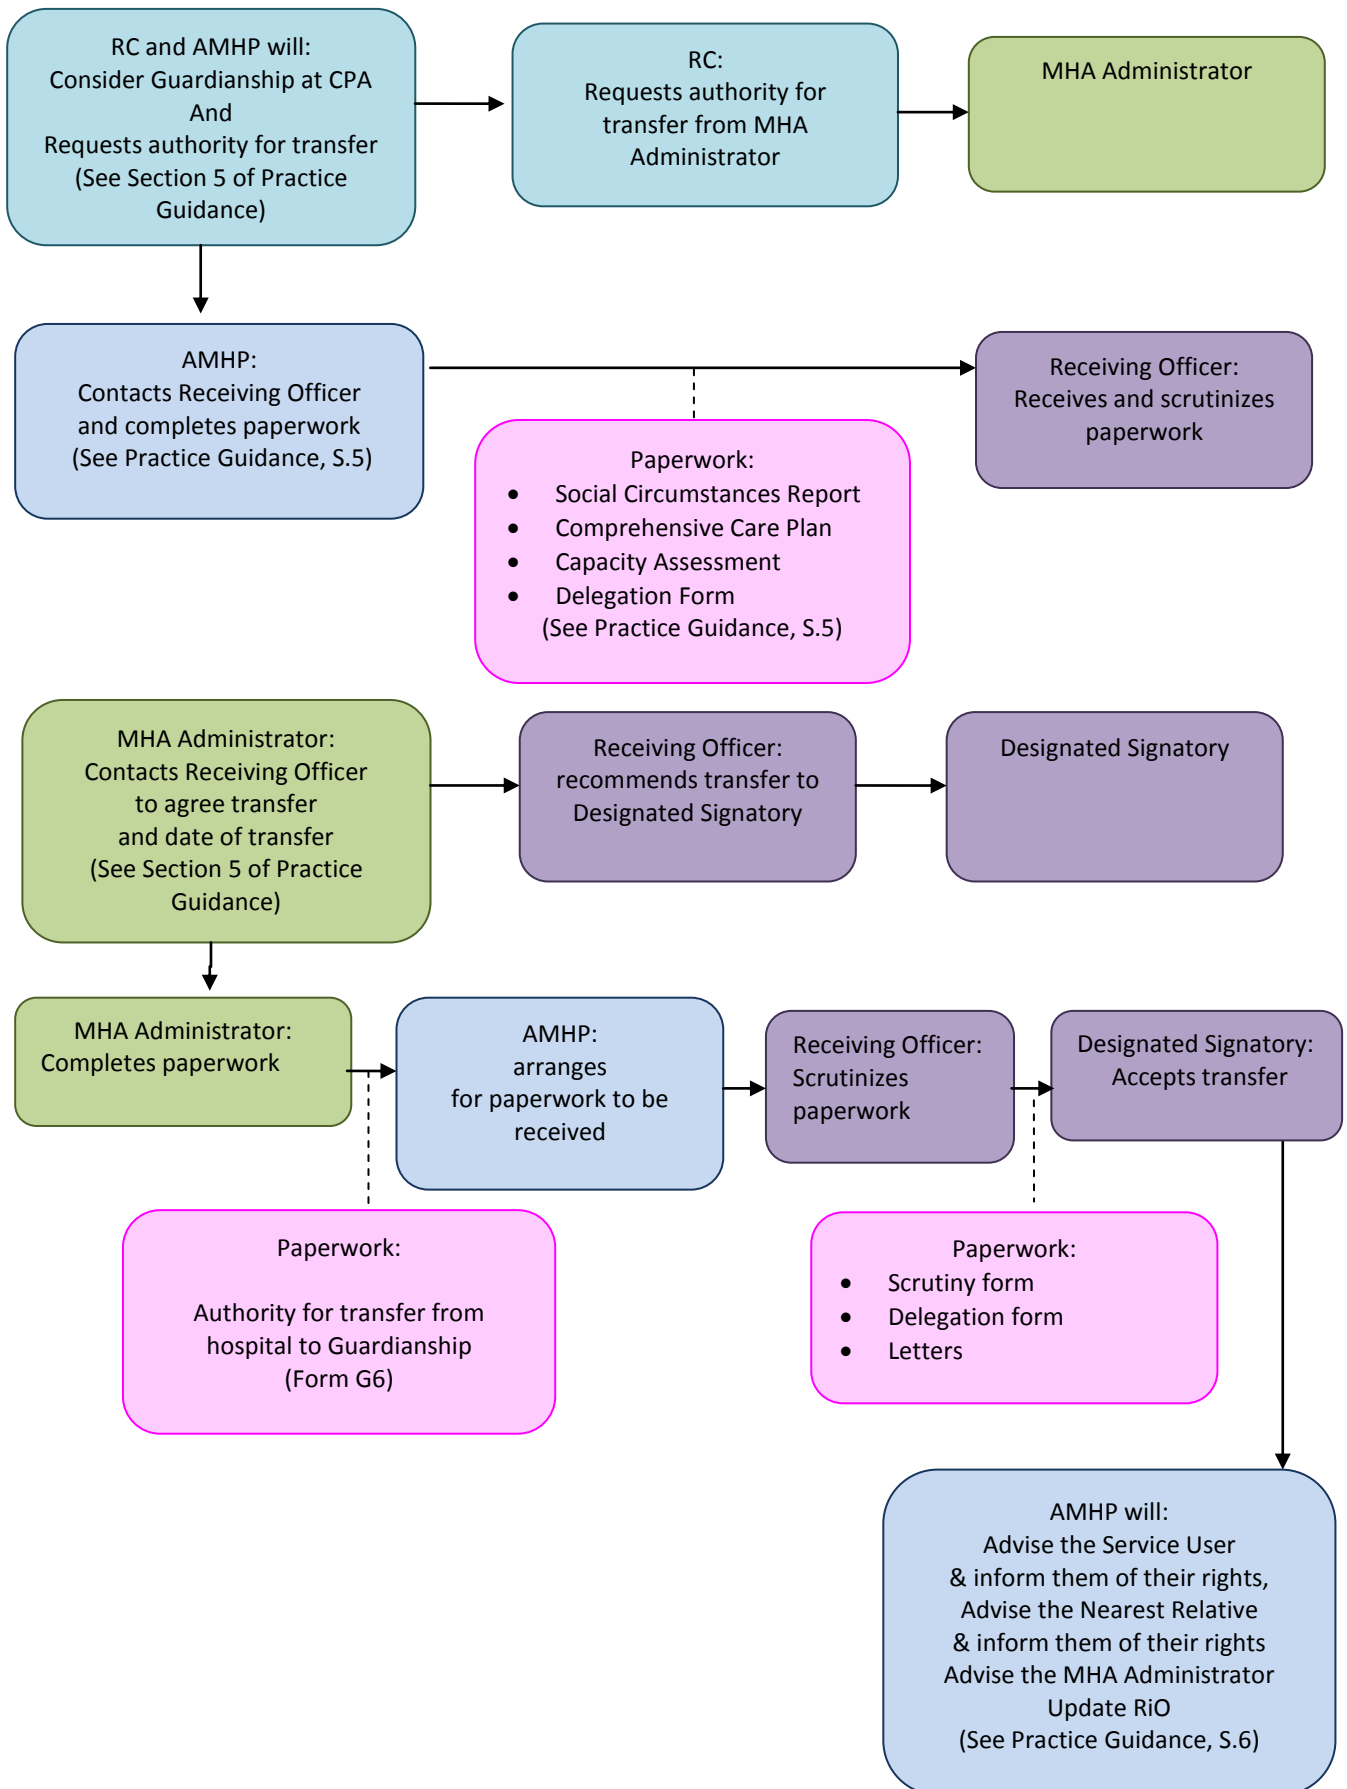 RC and AMHP will:
Consider Guardianship at CPA
And
Requests authority for transfer
(See Section 5 of Practice
Guidance)
RC:
Requests authority for
transfer from MHA
Administrator
MHA Administrator
AMHP:
Contacts Receiving Officer
and completes paperwork
(See Practice Guidance, S.5)
Receiving Officer:
Receives and scrutinizes
paperwork
Paperwork:
• Social Circumstances Report
• Comprehensive Care Plan
• Capacity Assessment
• Delegation Form
(See Practice Guidance, S.5)
MHA Administrator:
Contacts Receiving Officer
to agree transfer
and date of transfer
(See Section 5 of Practice
Guidance)
Receiving Officer:
recommends transfer to
Designated Signatory
Designated Signatory
MHA Administrator:
Completes paperwork
AMHP:
arranges
for paperwork to be
received
Receiving Officer:
Scrutinizes
paperwork
Designated Signatory:
Accepts transfer
Paperwork:
Authority for transfer from
hospital to Guardianship
(Form G6)
Paperwork:
• Scrutiny form
• Delegation form
• Letters
AMHP will:
Advise the Service User
& inform them of their rights,
Advise the Nearest Relative
& inform them of their rights
Advise the MHA Administrator
Update RiO
(See Practice Guidance, S.6)